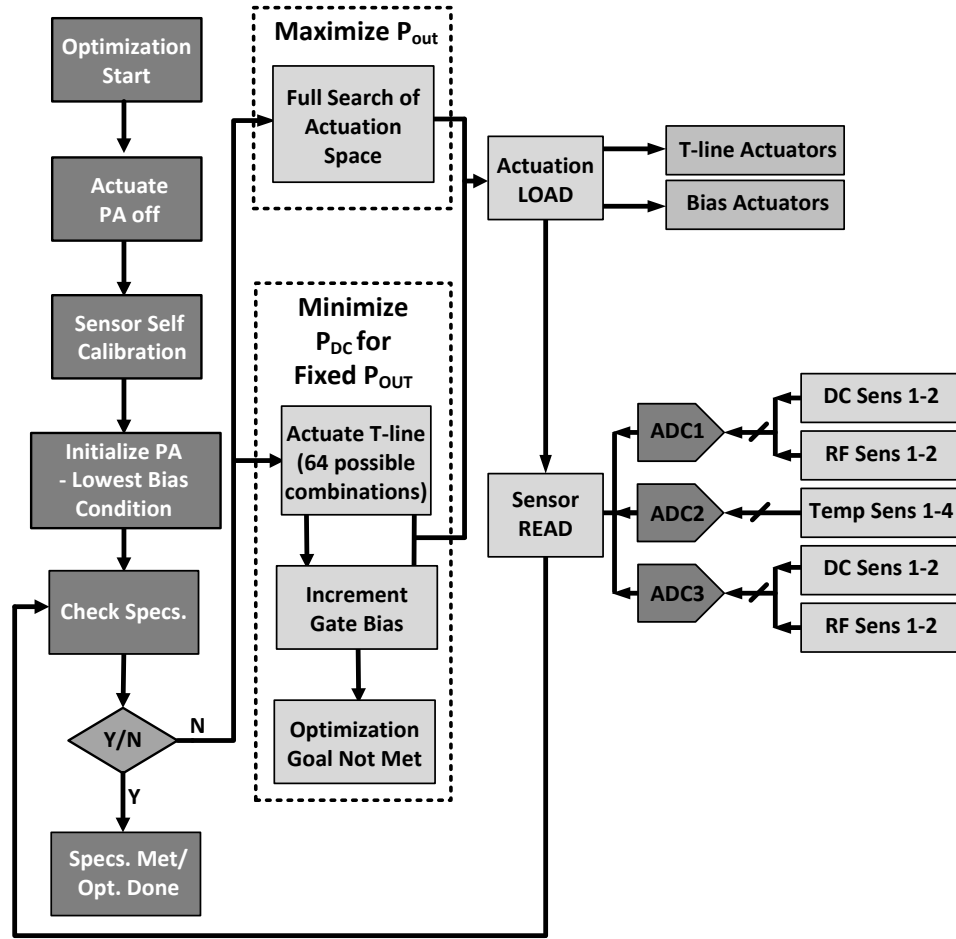 Optimization
Start
Actuate
PA off
Sensor Self
Calibration
Initialize PA
- Lowest Bias
Condition
Check Specs.
Y/N
N
Y
Specs. Met/
Opt. Done
Maximize Pout
Full Search of
Actuation
Space
Minimize
PDC for
Fixed POUT
Actuate T-line
(64 possible
combinations)
Increment
Gate Bias
Optimization
Goal Not Met
Actuation
LOAD
T-line Actuators
Bias Actuators
Sensor
READ
ADC1
ADC2
ADC3
DC Sens 1-2
RF Sens 1-2
Temp Sens 1-4
DC Sens 1-2
RF Sens 1-2